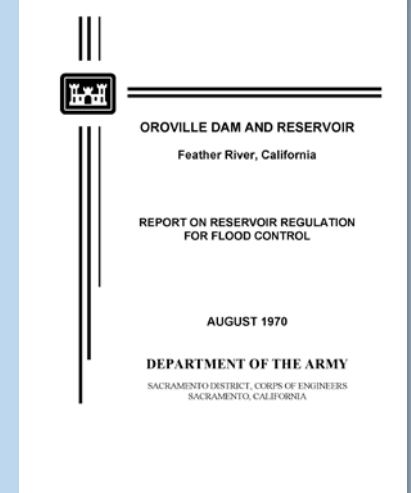 OROVILLE DAM AND RESERVOIR
Feather River, California
REPORT ON RESERVOIR REGULATION
FOR FLOOD CONTROL
AUGUST 1970
DEPARTMENT OF THE ARMY
SACRAMENTO DISTRICT, CORPS OF ENGINEERS
SACRAMENTO, CALIFORNIA